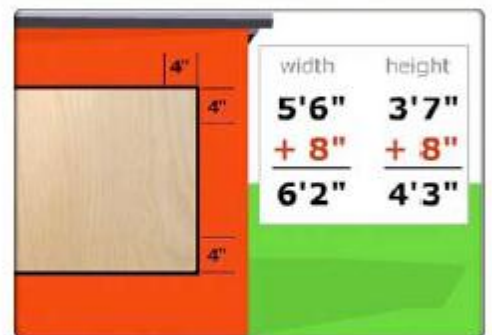 4"
4"
4"
width height
5'6" 3'7"
+ 8" + 8"
6'2" 4'3"